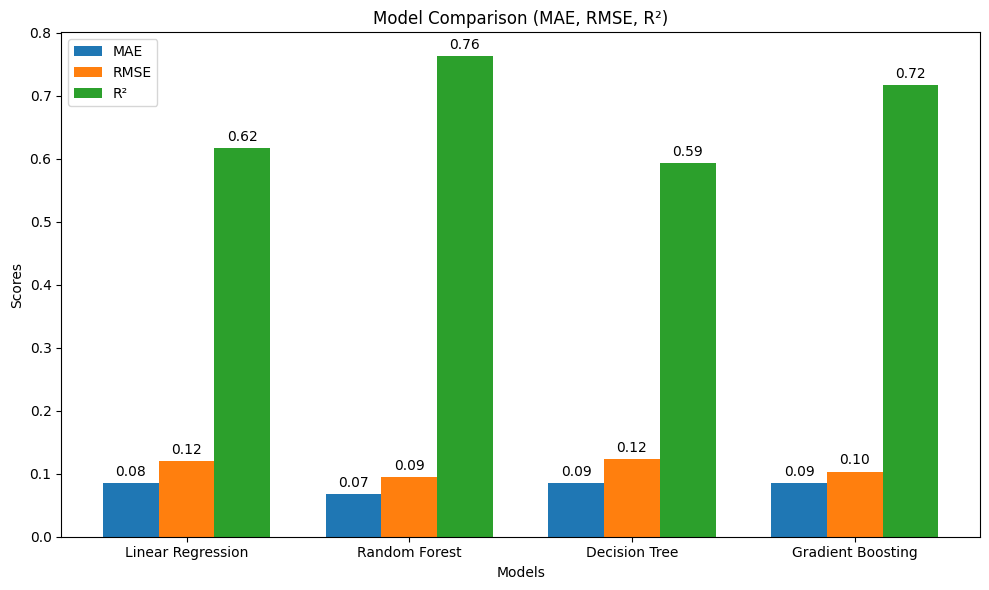 Model Comparison (MAE, RMSE, R²)
MAE
RMSE
R²
Scores
0.8
0.7
0.6
0.5
0.4
0.3
0.2
0.1
0.0
0.08
0.12
0.62
0.07
0.09
0.76
0.09
0.12
0.59
0.09
0.10
0.72
Linear Regression
Random Forest
Decision Tree
Gradient Boosting
Models